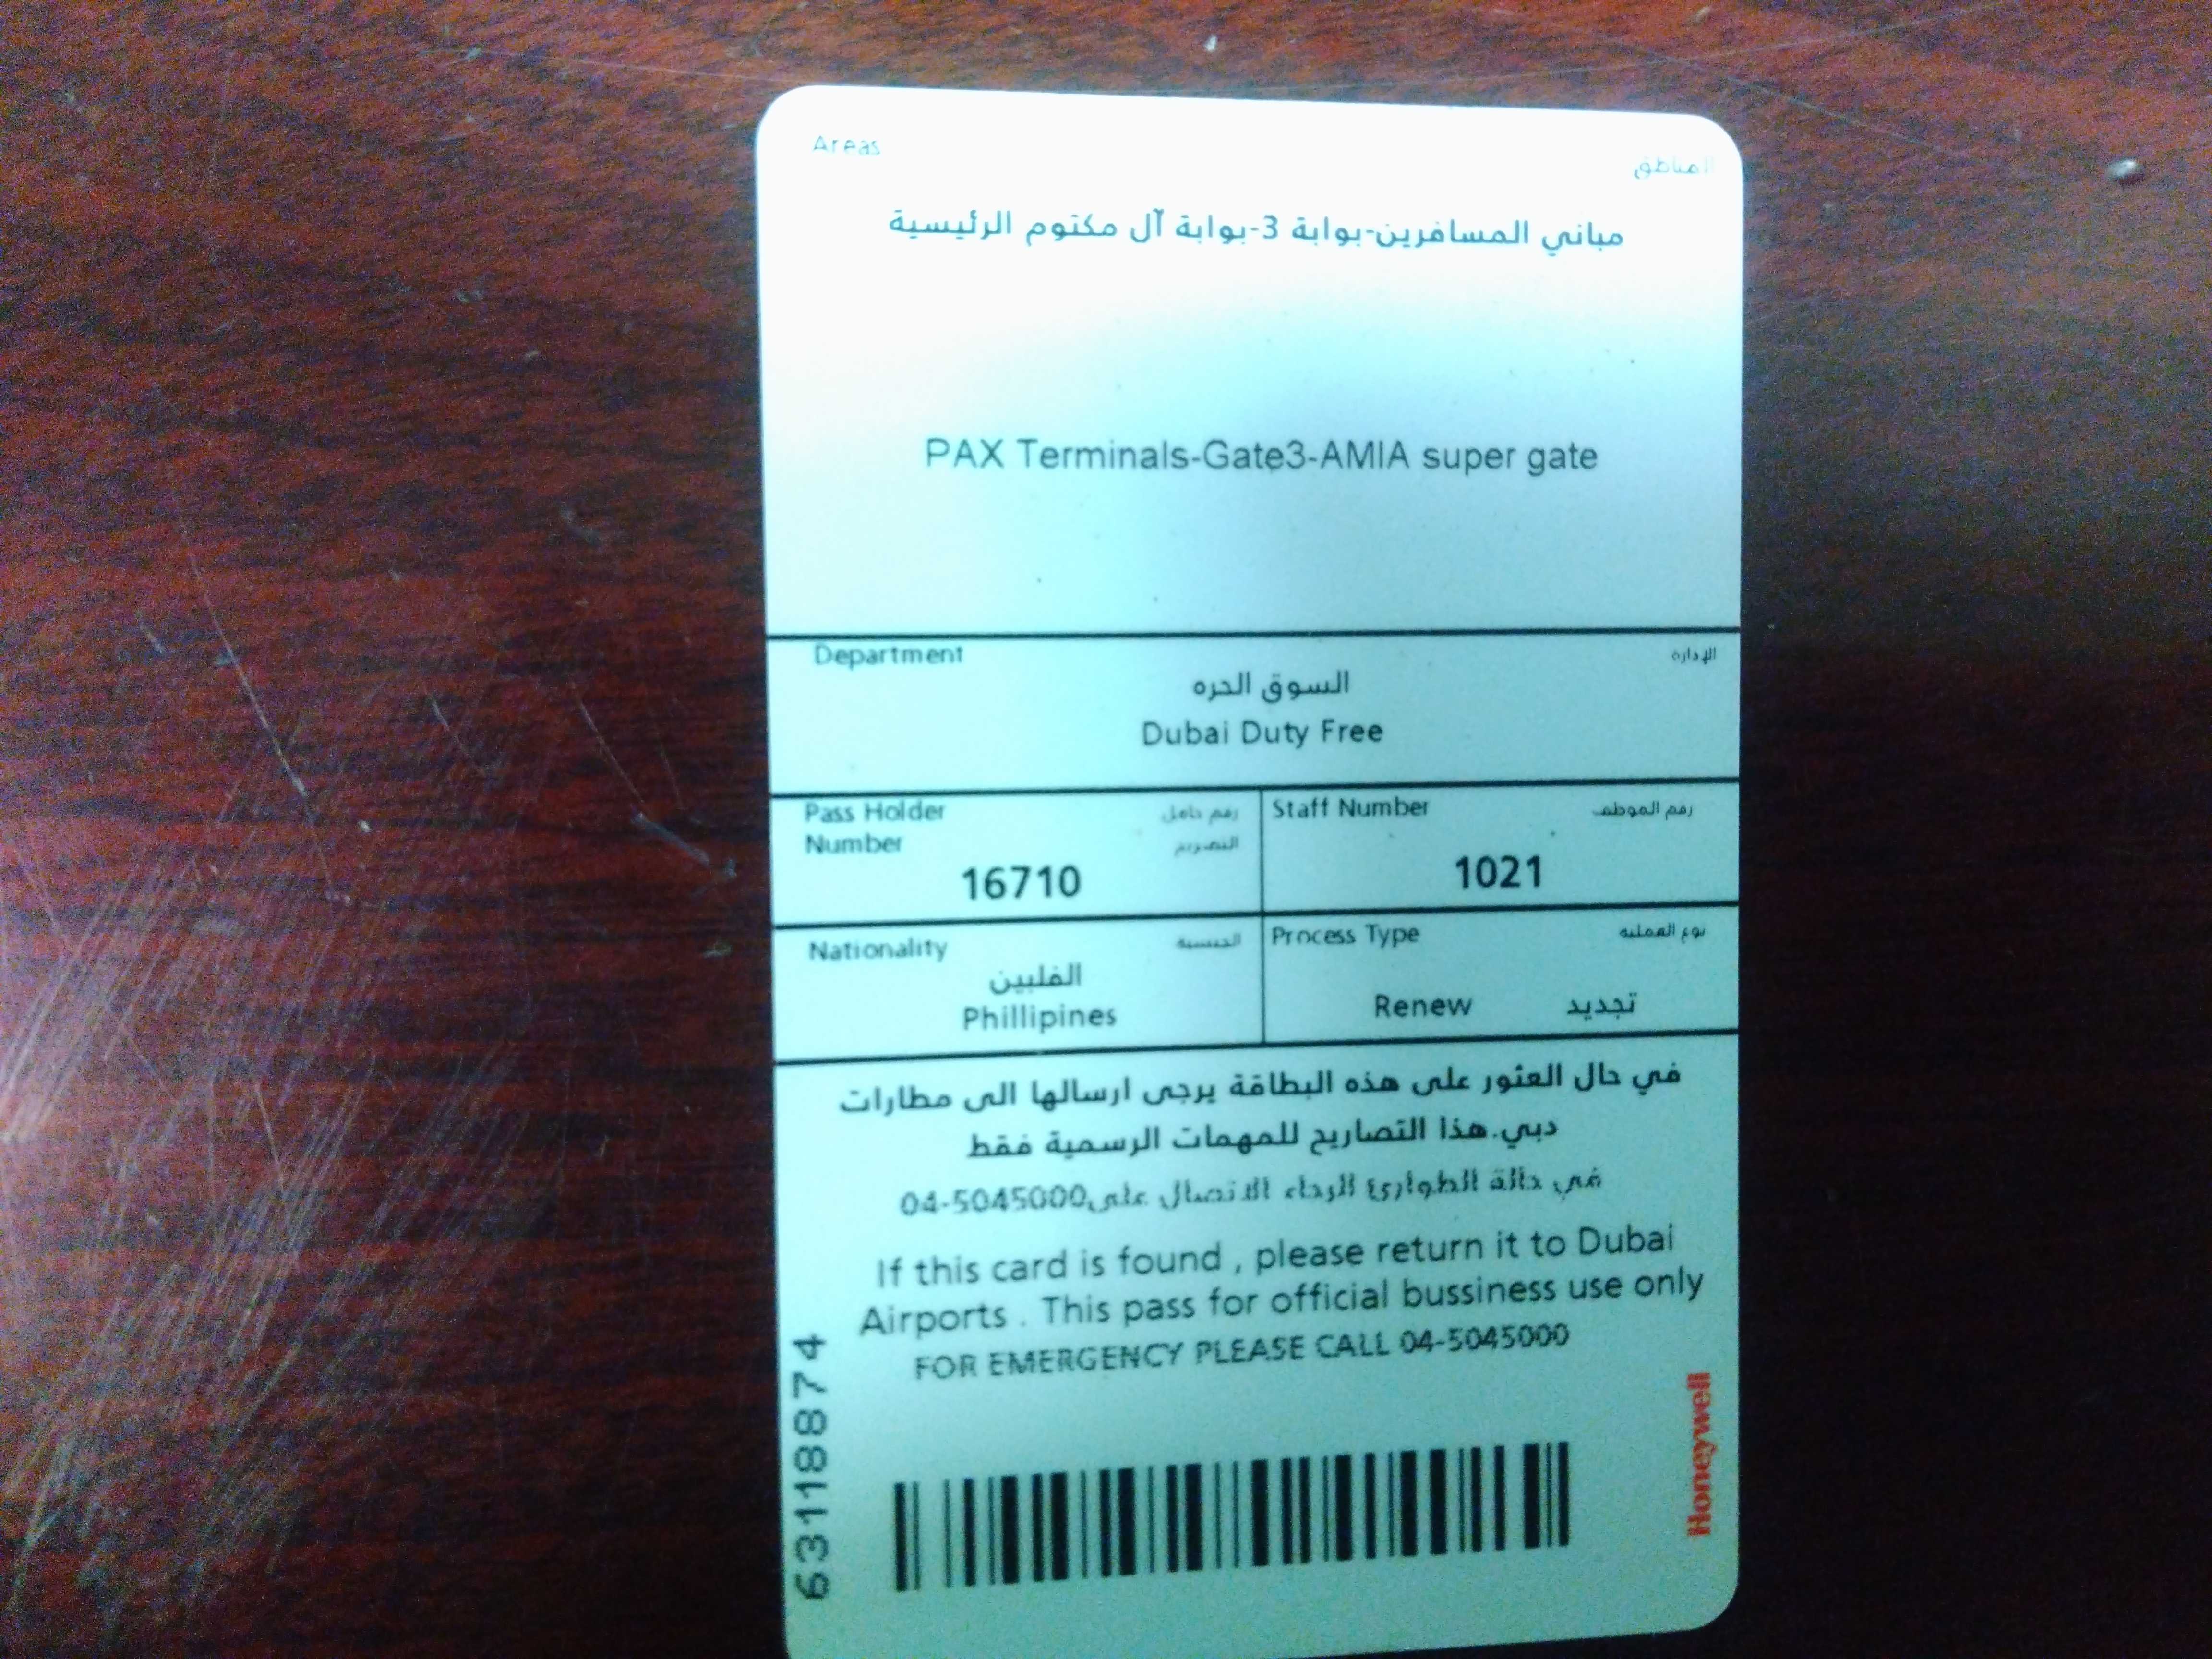 Areas المناطق
مباني المسافرين-بوابة 3-بوابة آل مكتوم الرئيسية
PAX Terminals-Gate3-AMIA super gate
Department الإدارة
السوق الحره
Dubai Duty Free
Pass Holder رقم حامل Staff Number رقم الموظف
Number التصريح
16710 1021
Nationality الجنسية Process Type نوع العملية
الفلبين
Phillipines Renew تجديد
في حال العثور على هذه البطاقة يرجى ارسالها الى مطارات
دبي.هذا التصاريح للمهمات الرسمية فقط
في حالة الطوارئ الرجاء الاتصال على04-5045000
If this card is found , please return it to Dubai
Airports . This pass for official bussiness use only
FOR EMERGENCY PLEASE CALL 04-5045000
63118874
Honeywell